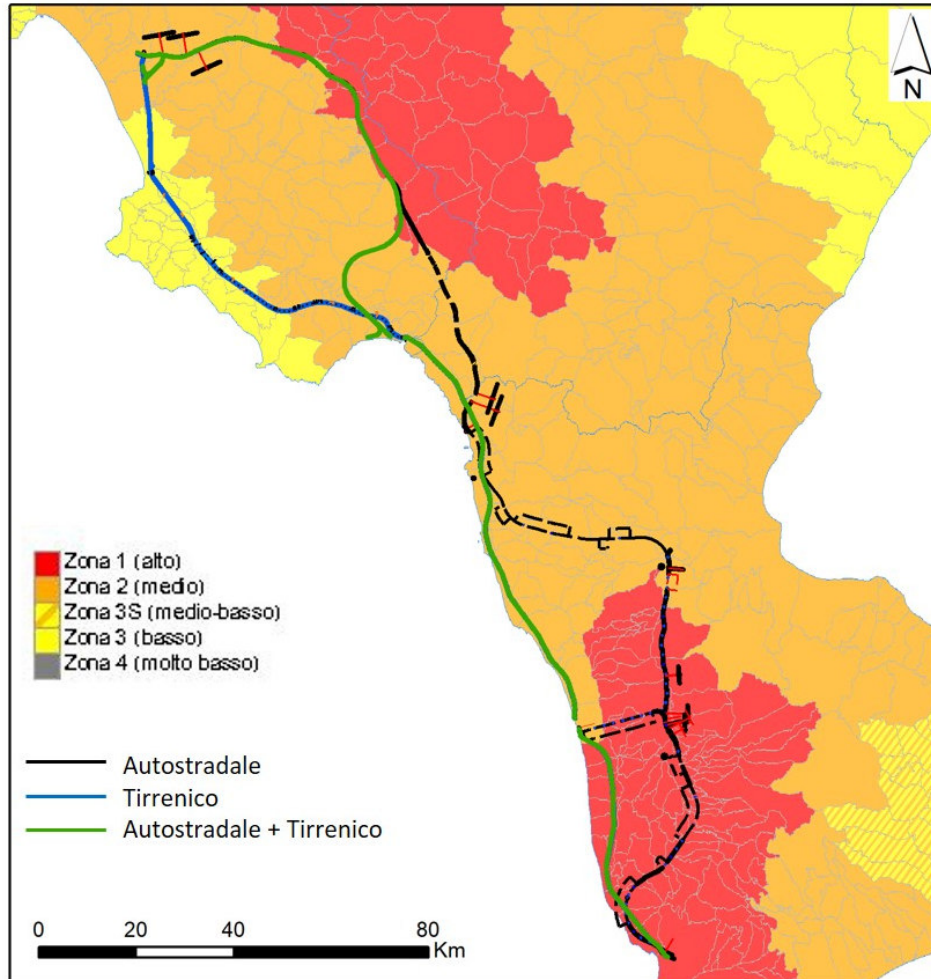 N
Zona 1 (alto)
Zona 2 (medio)
Zona 3S (medio-basso)
Zona 3 (basso)
Zona 4 (molto basso)
Autostradale
Tirrenico
Autostradale + Tirrenico
0 20 40 80
Km